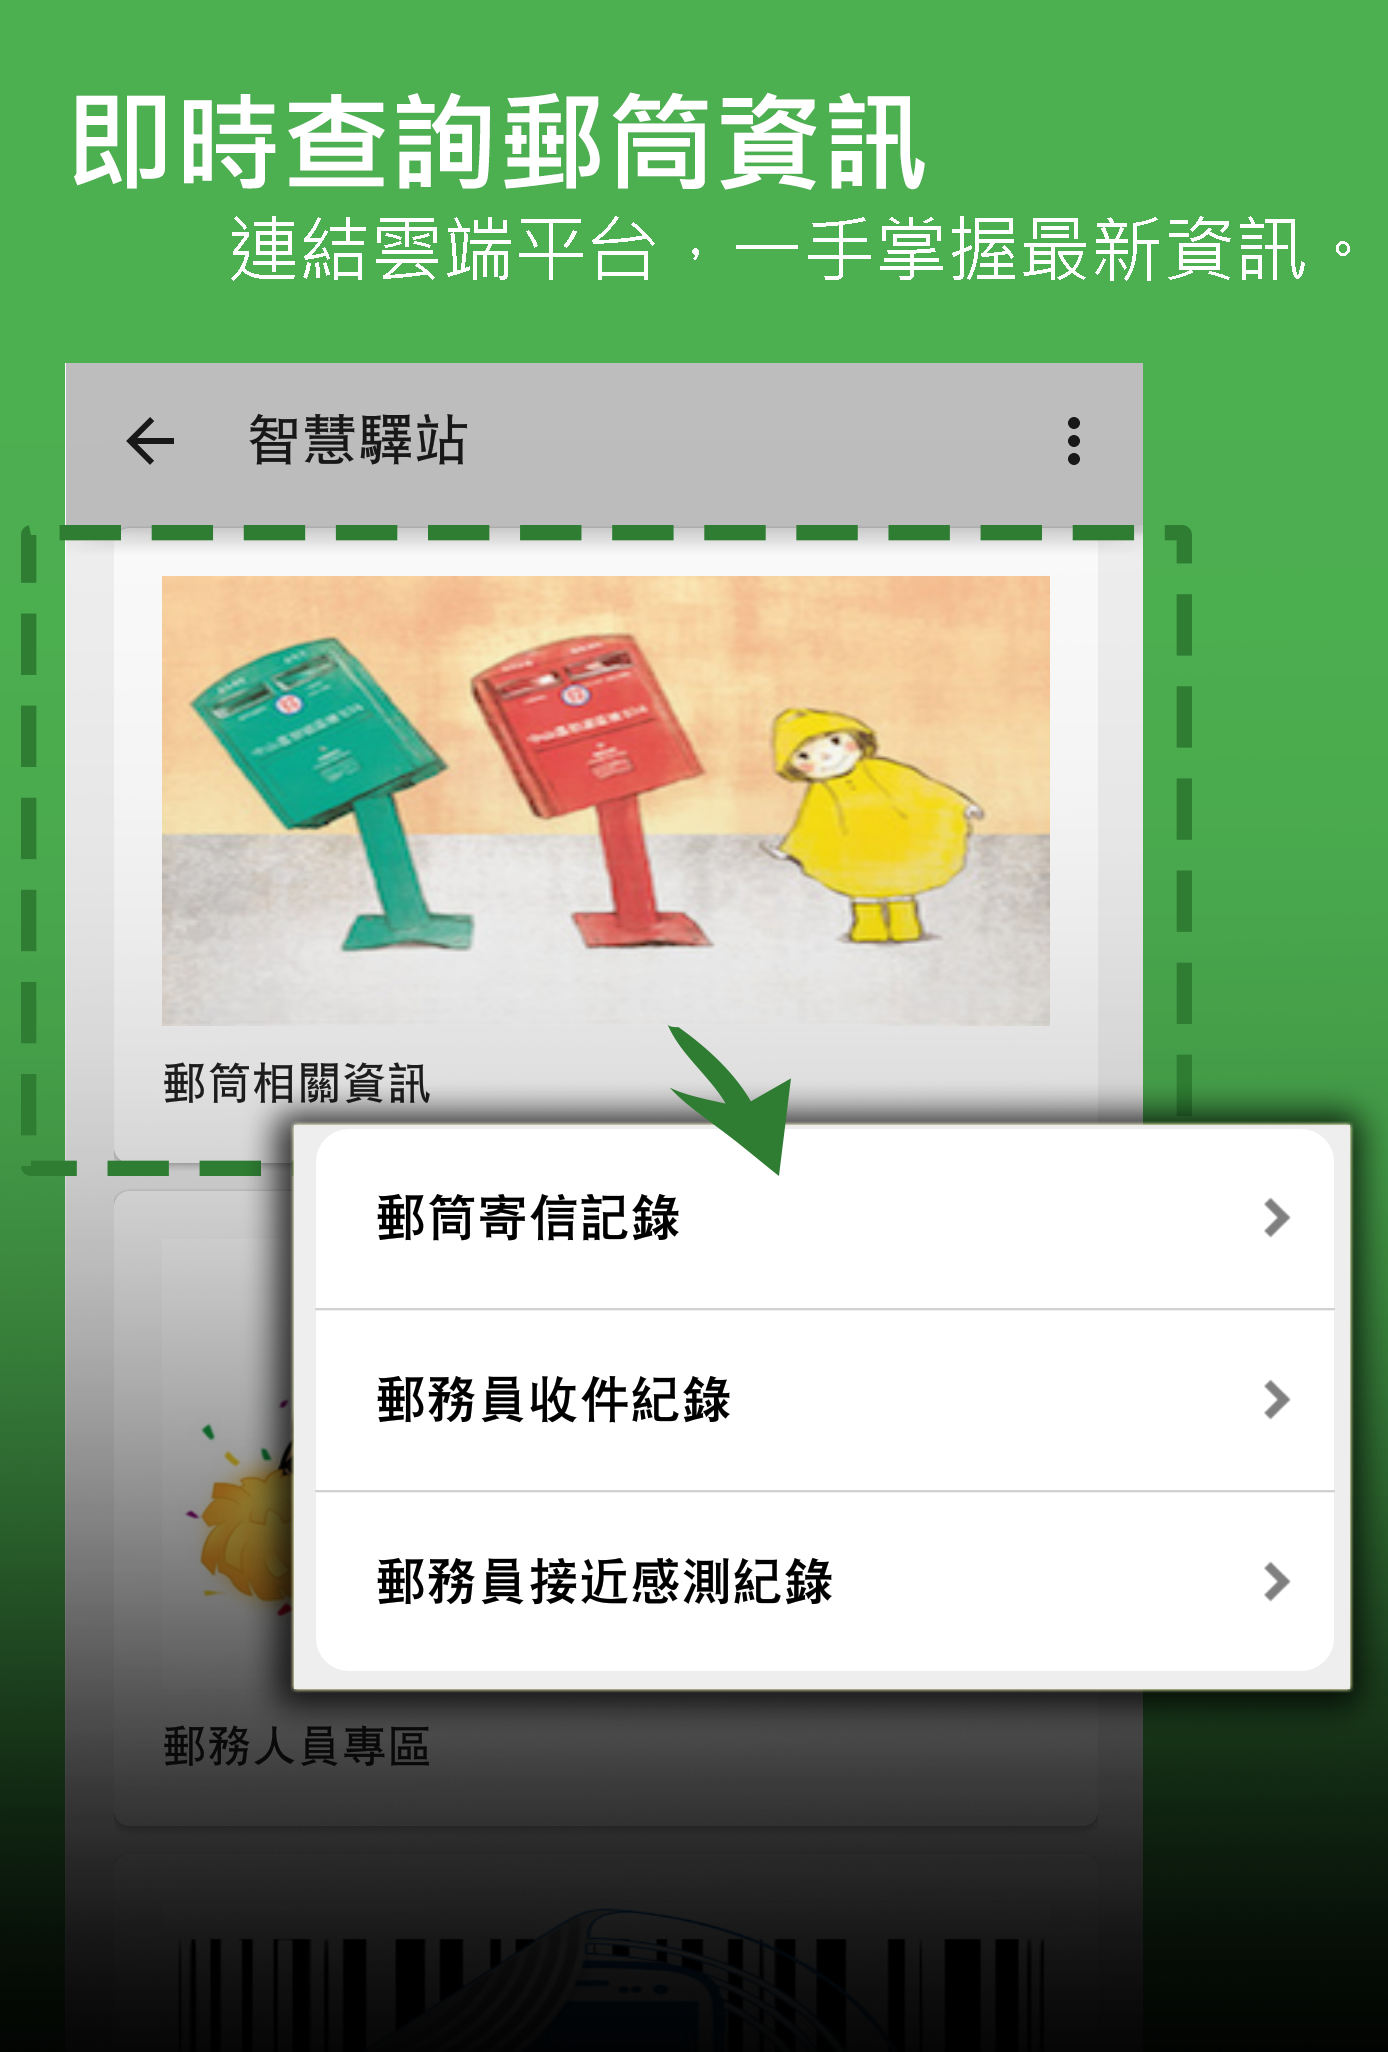 即時查詢郵筒資訊
連結雲端平台，一手掌握最新資訊。
智慧驛站
郵筒相關資訊
郵筒寄信記錄
郵務員收件紀錄
郵務員接近感測紀錄
郵務人員專區